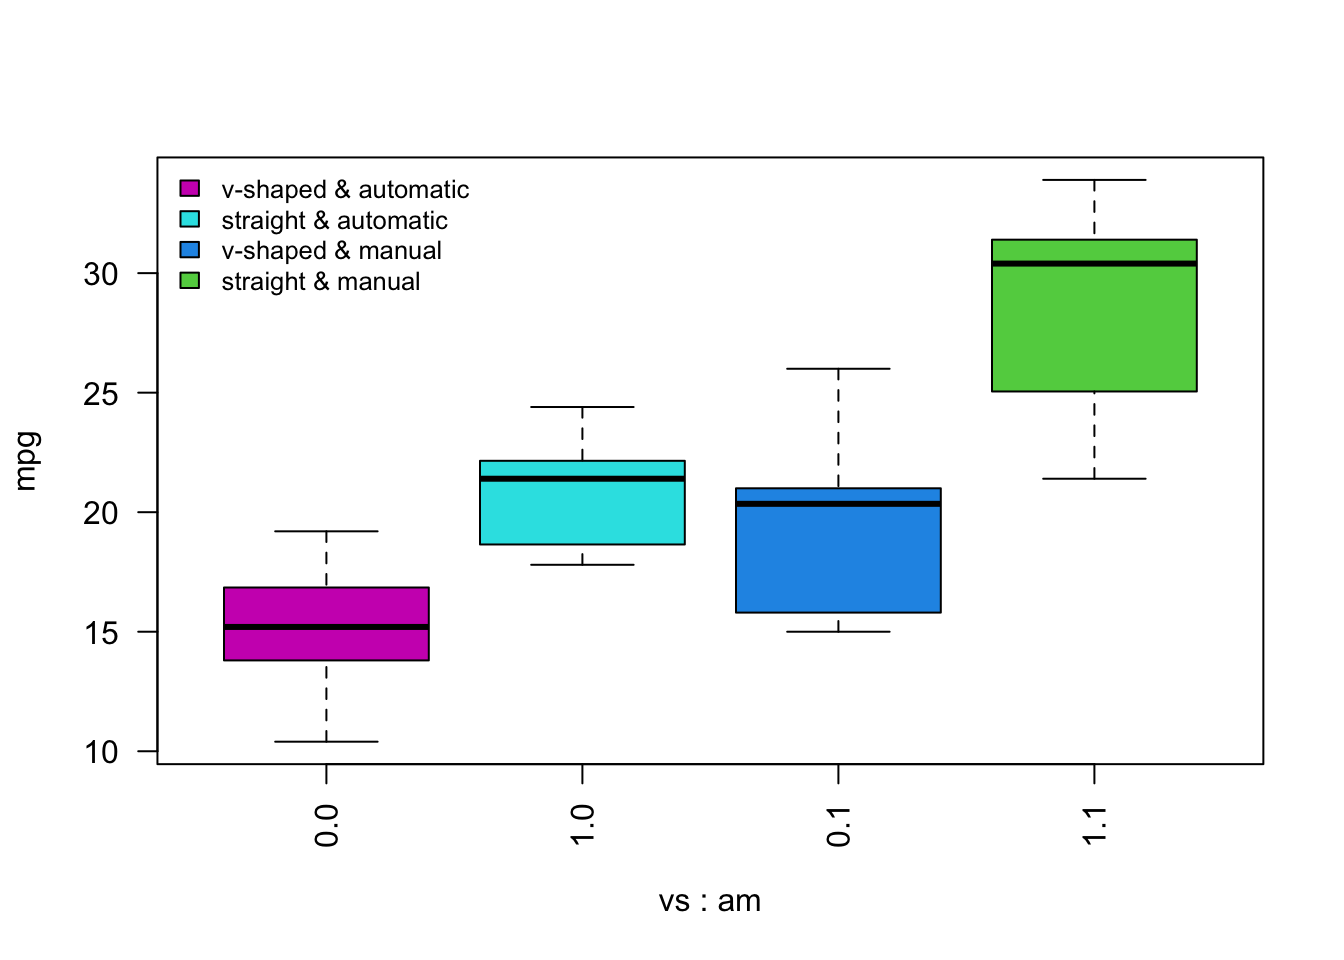 v-shaped & automatic
straight & automatic
v-shaped & manual
straight & manual
30
25
20
15
10
mpg
0.0
1.0
0.1
1.1
vs : am